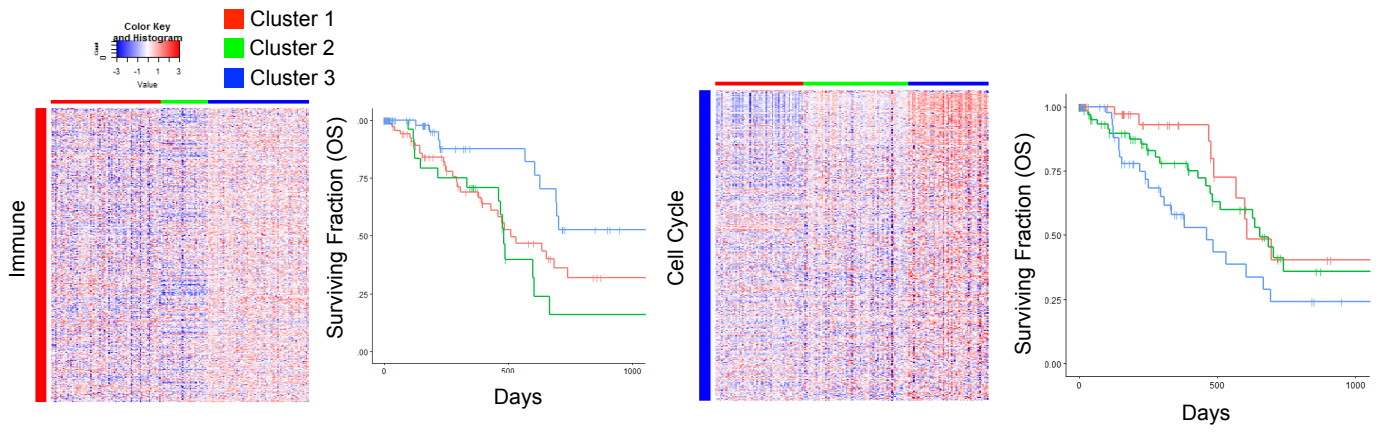 Color Key
and Histogram
Count
0
-3 -1 1 3
Value
Cluster 1
Cluster 2
Cluster 3
Immune
Surviving Fraction (OS)
.00
.75
.50
.25
.00
0 500 1000
Days
Cell Cycle
Surviving Fraction (OS)
1.00
0.75
0.50
0.25
0.00
0 500 1000
Days